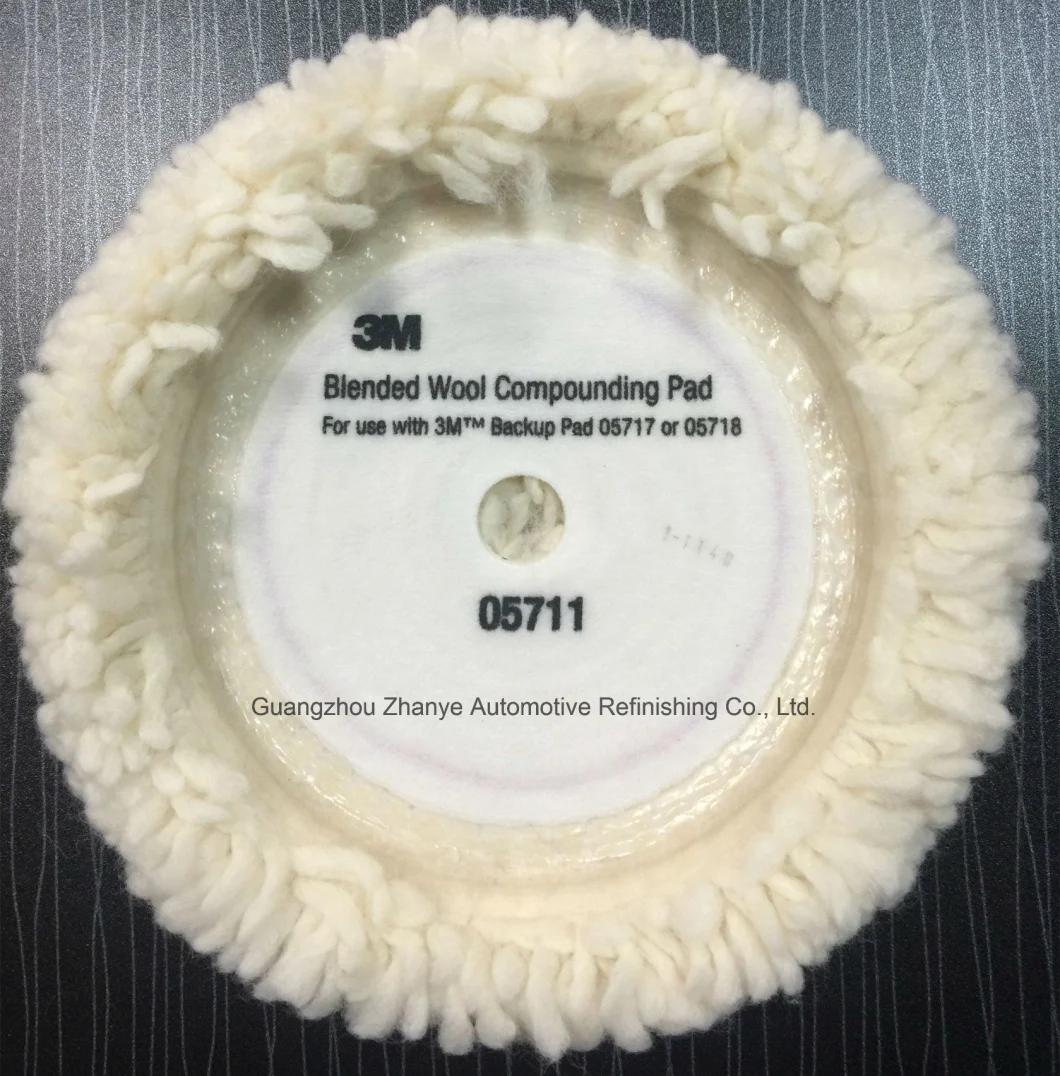 3M
Blended Wool Compounding Pad
For use with 3M™ Backup Pad 05717 or 05718
05711
Guangzhou Zhanye Automotive Refinishing Co., Ltd.